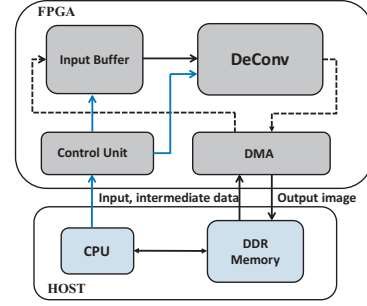 FPGA
Input Buffer
DeConv
Control Unit
DMA
Input, intermediate data
Output image
CPU
DDR
Memory
HOST